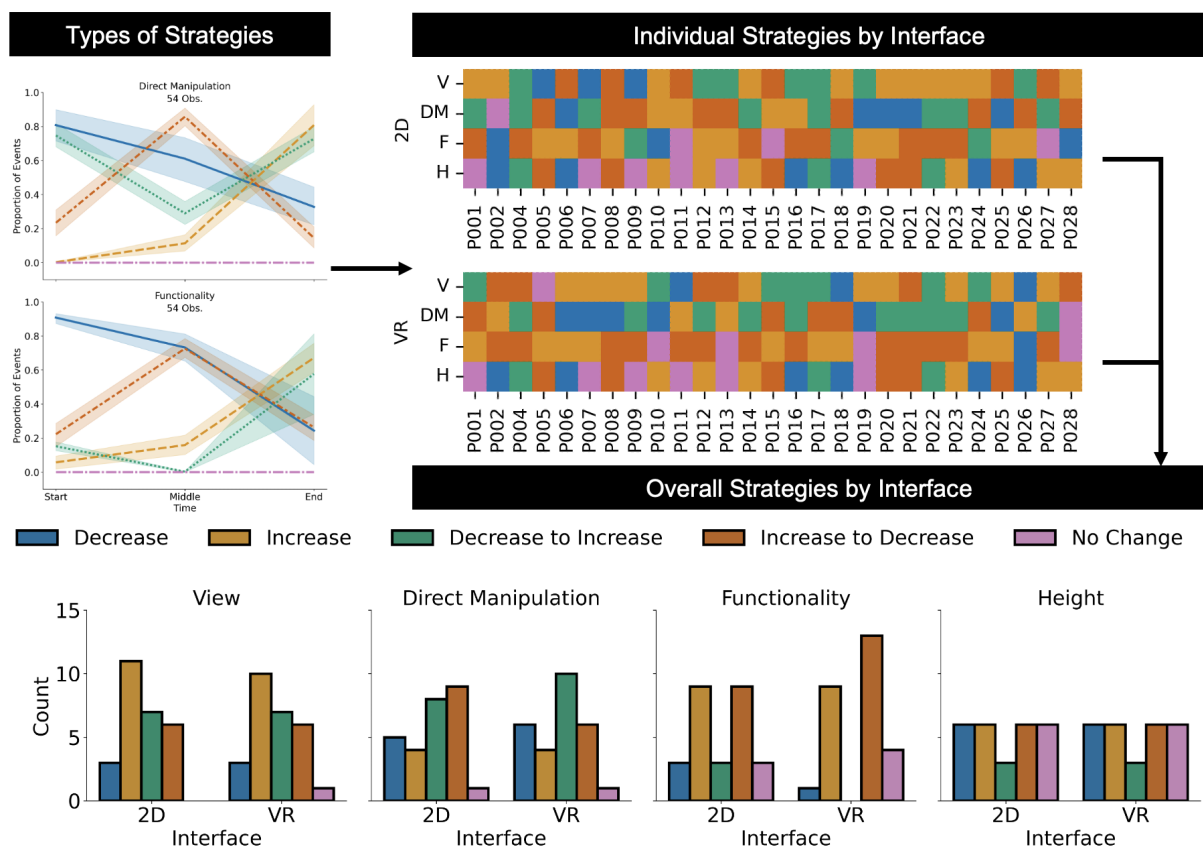 Types of Strategies
Direct Manipulation
54 Obs.
1.0
0.8
0.6
0.4
0.2
0.0
Proportion of Events
Functionality
54 Obs.
1.0
0.8
0.6
0.4
0.2
0.0
Proportion of Events
Start Middle End
Time
Individual Strategies by Interface
2D
V
DM
F
H
P001 P002 P004 P005 P006 P007 P008 P009 P010 P011 P012 P013 P014 P015 P016 P017 P018 P019 P020 P021 P022 P023 P024 P025 P026 P027 P028
VR
V
DM
F
H
P001 P002 P004 P005 P006 P007 P008 P009 P010 P011 P012 P013 P014 P015 P016 P017 P018 P019 P020 P021 P022 P023 P024 P025 P026 P027 P028
Overall Strategies by Interface
Decrease Increase Decrease to Increase Increase to Decrease No Change
View
15
10
5
0
Count
2D VR
Interface
Direct Manipulation
2D VR
Interface
Functionality
2D VR
Interface
Height
2D VR
Interface